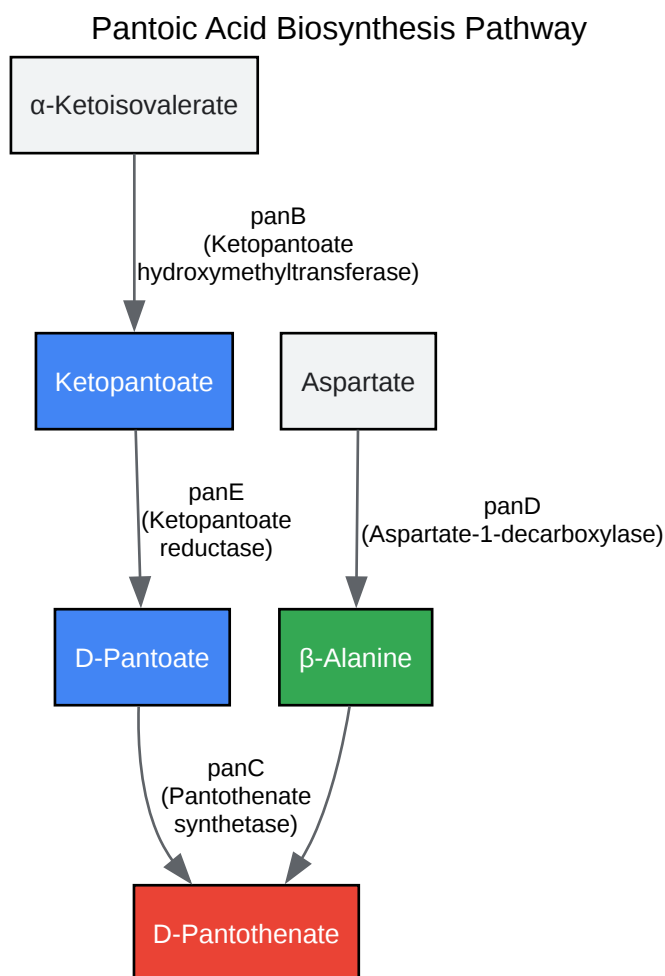 Pantoic Acid Biosynthesis Pathway
α-Ketoisovalerate
panB
(Ketopantoate
hydroxymethyltransferase)
Ketopantoate
Aspartate
panE
(Ketopantoate
reductase)
panD
(Aspartate-1-decarboxylase)
D-Pantoate
β-Alanine
panC
(Pantothenate
synthetase)
D-Pantothenate